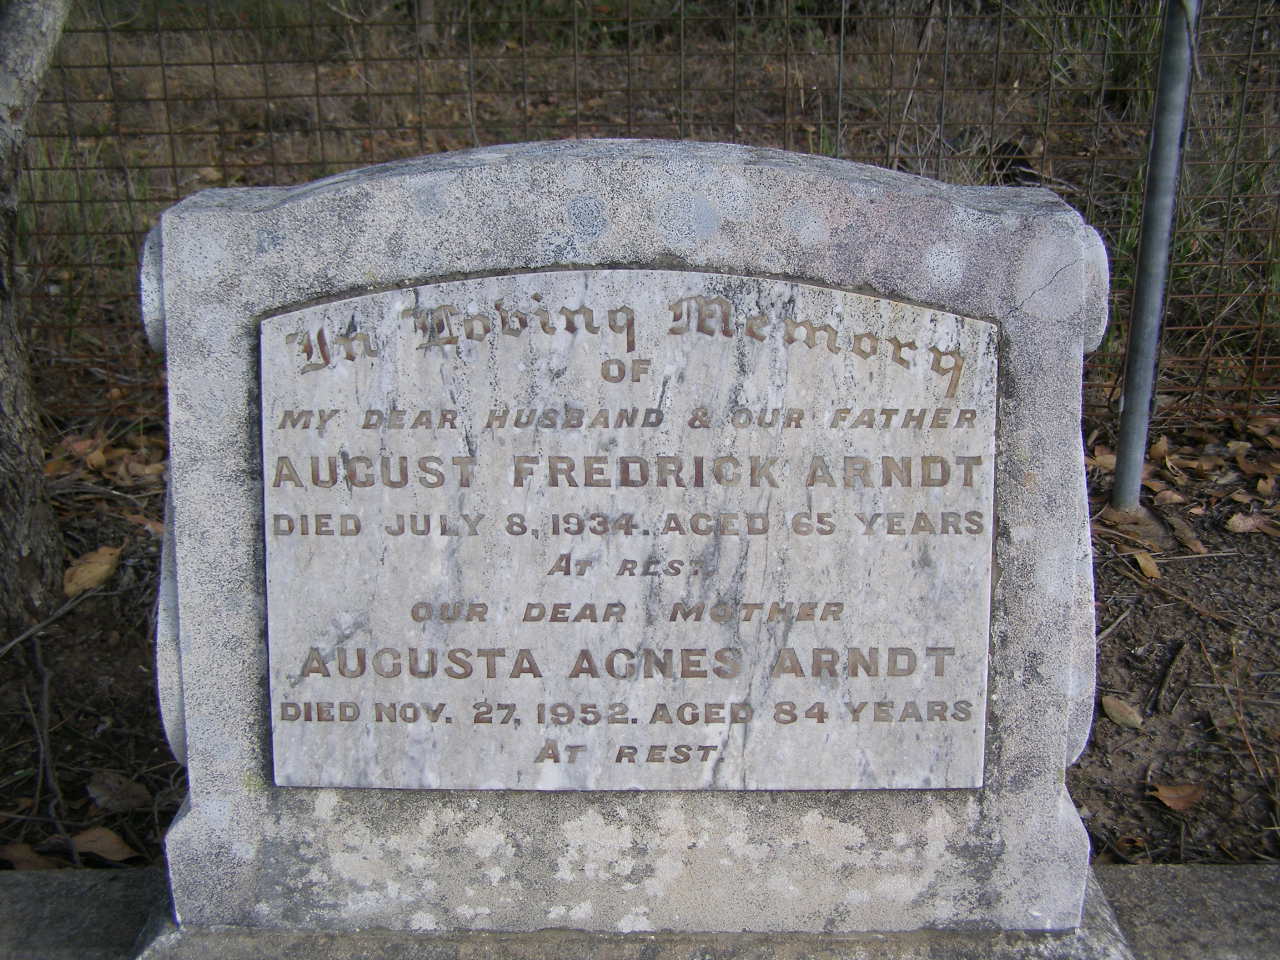 In Loving Memory
OF
MY DEAR HUSBAND & OUR FATHER
AUGUST FREDRICK ARNDT
DIED JULY 8, 1934. AGED 65 YEARS
AT REST.
OUR DEAR MOTHER
AUGUSTA AGNES ARNDT
DIED NOV. 27, 1952. AGED 84 YEARS
AT REST